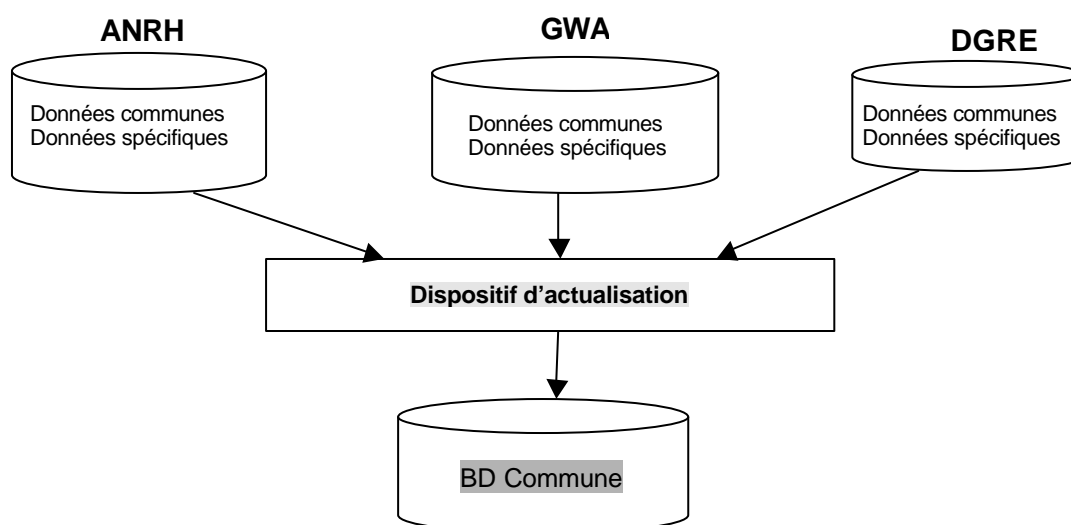 ANRH
GWA
DGRE
Données communes
Données spécifiques
Données communes
Données spécifiques
Données communes
Données spécifiques
Dispositif d’actualisation
BD Commune